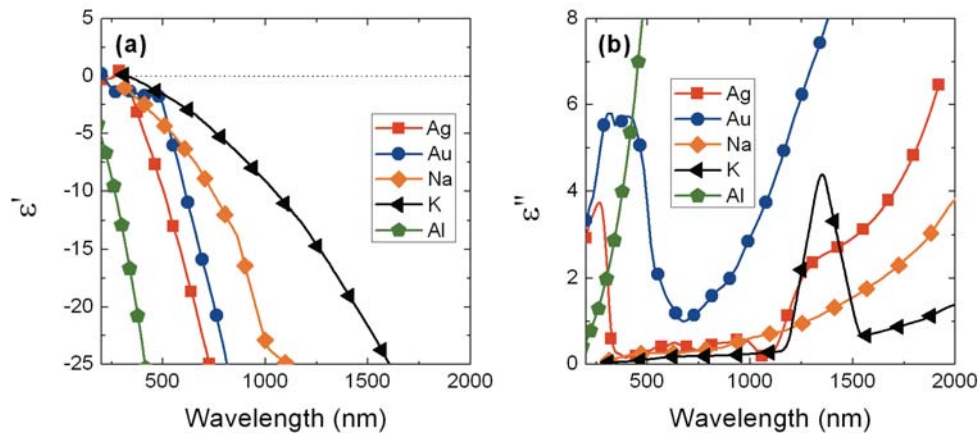 (a)
5
0
-5
-10
-15
-20
-25
ε'
500
1000
1500
2000
Wavelength (nm)
Ag
Au
Na
K
Al
(b)
8
6
4
2
0
ε"
500
1000
1500
2000
Wavelength (nm)
Ag
Au
Na
K
Al